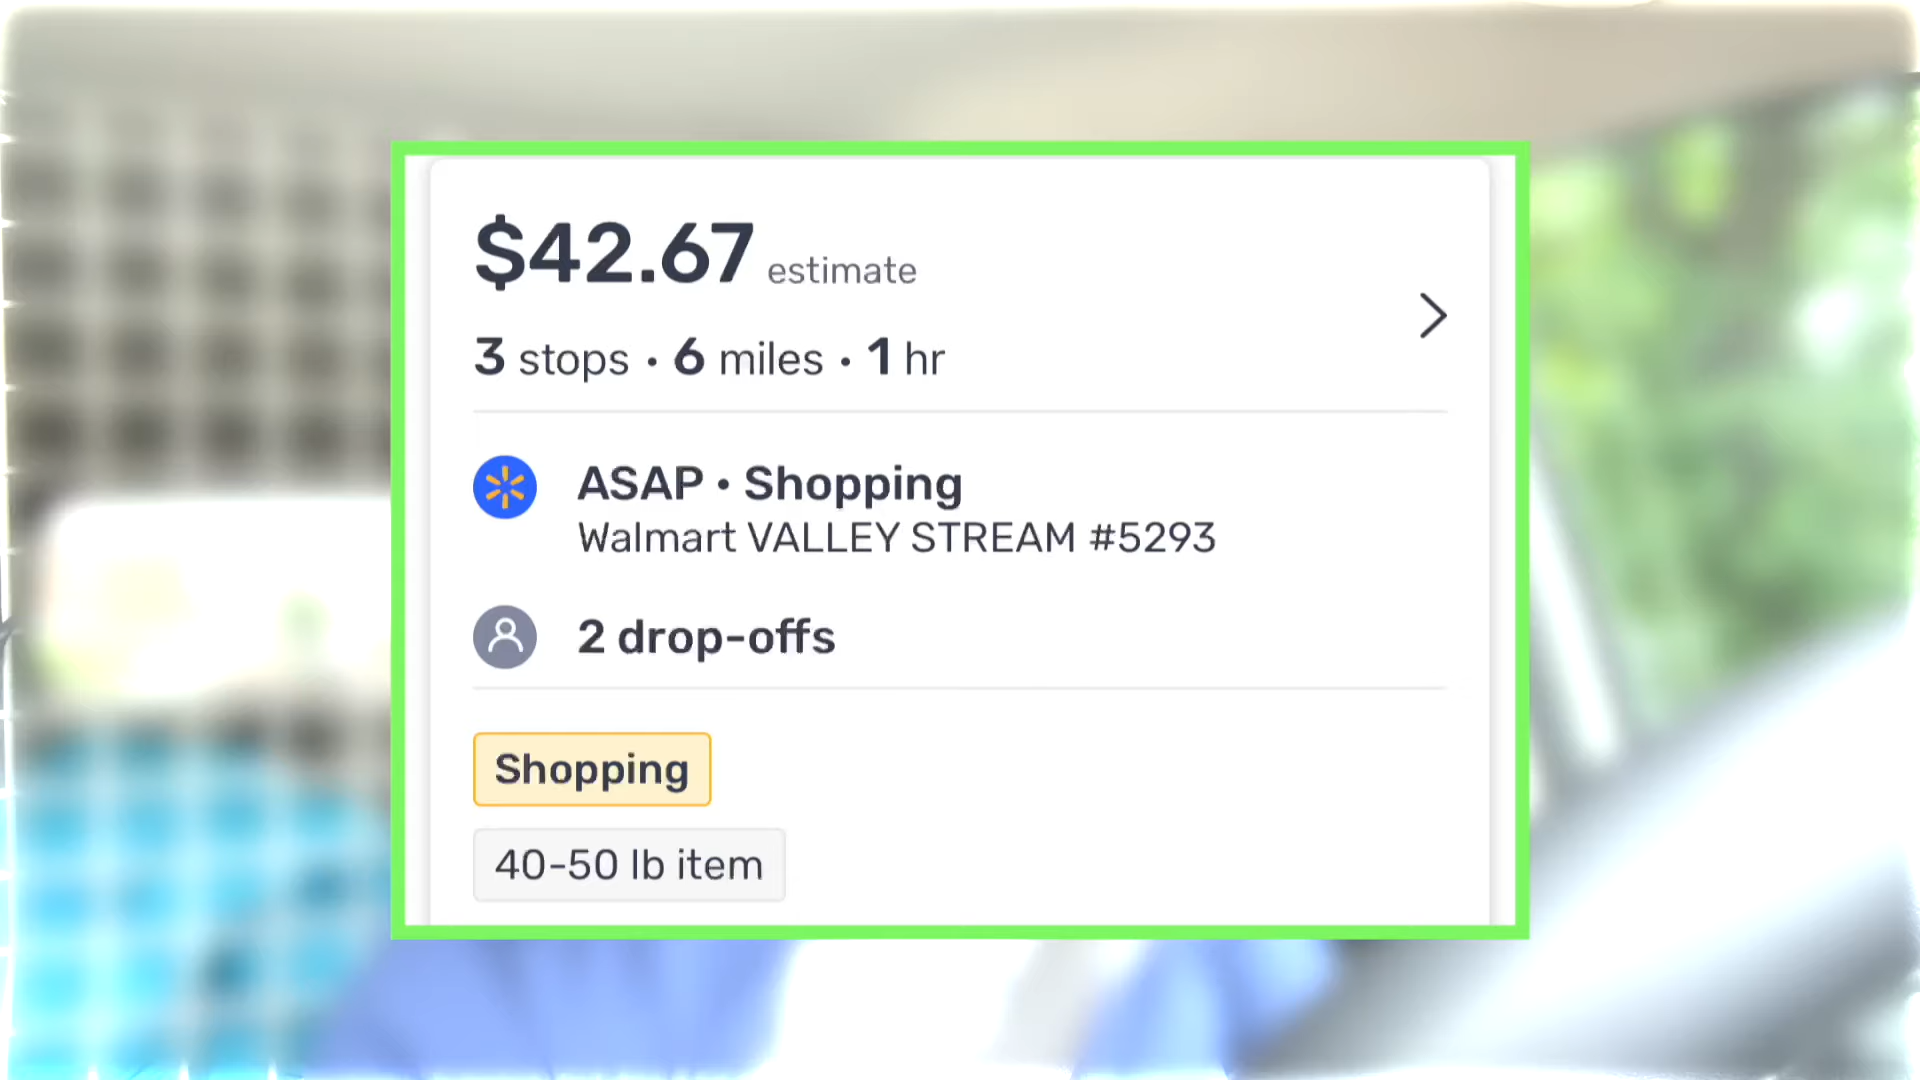 $42.67 estimate
3 stops • 6 miles • 1 hr
ASAP • Shopping
Walmart VALLEY STREAM #5293
2 drop-offs
Shopping
40-50 lb item